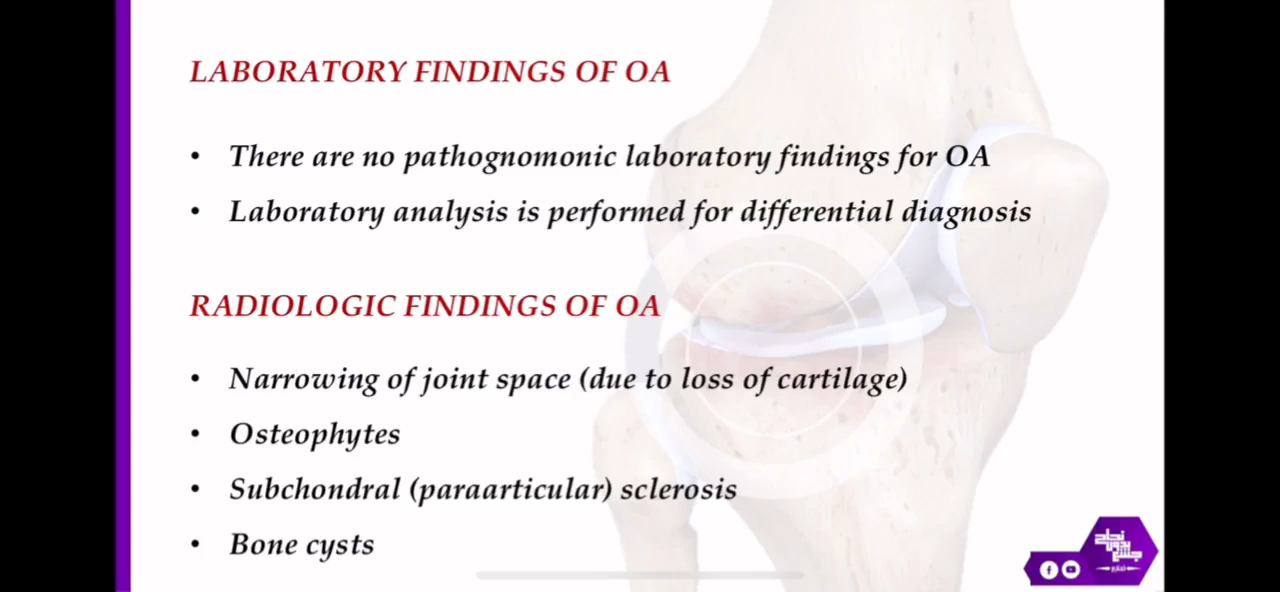 LABORATORY FINDINGS OF OA
• There are no pathognomonic laboratory findings for OA
• Laboratory analysis is performed for differential diagnosis
RADIOLOGIC FINDINGS OF OA
• Narrowing of joint space (due to loss of cartilage)
• Osteophytes
• Subchondral (paraarticular) sclerosis
• Bone cysts